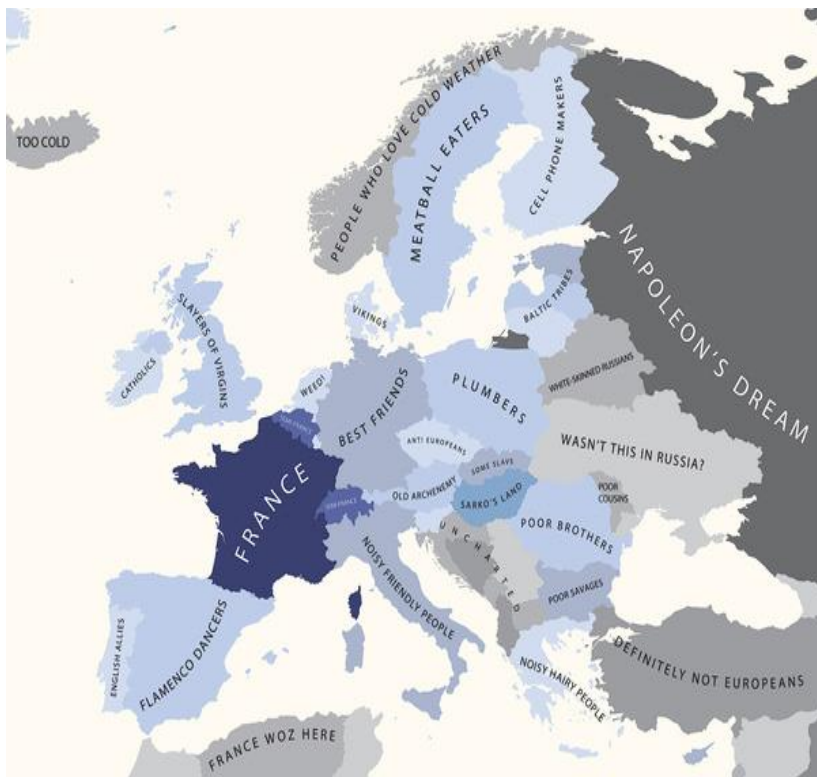 TOO COLD
PEOPLE WHO LOVE COLD WEATHER
MEATBALL EATERS
CELL PHONE MAKERS
NAPOLEON'S DREAM
SLAYERS OF VIRGINS
CATHOLICS
VIKINGS
BALTIC TRIBES
WEED!
BEST FRIENDS
PLUMBERS
WHITE-SKINNED RUSSIANS
WASN'T THIS IN RUSSIA?
ANTI EUROPEANS
SOME SLAVS
OLD ARCHENEMY
SARKO'S LAND
POOR
COUSINS
POOR BROTHERS
FRANCE
UNCHARTED
NOISY FRIENDLY PEOPLE
POOR SAVAGES
ENGLISH ALLIES
FLAMENCO DANCERS
NOISY HAIRY PEOPLE
DEFINITELY NOT EUROPEANS
FRANCE WOZ HERE